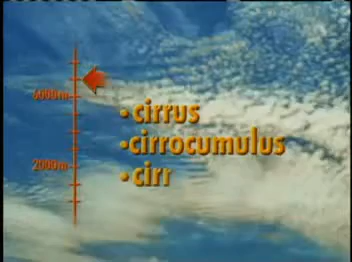 6000m
• cirrus
• cirrocumulus
2000m
• cirr